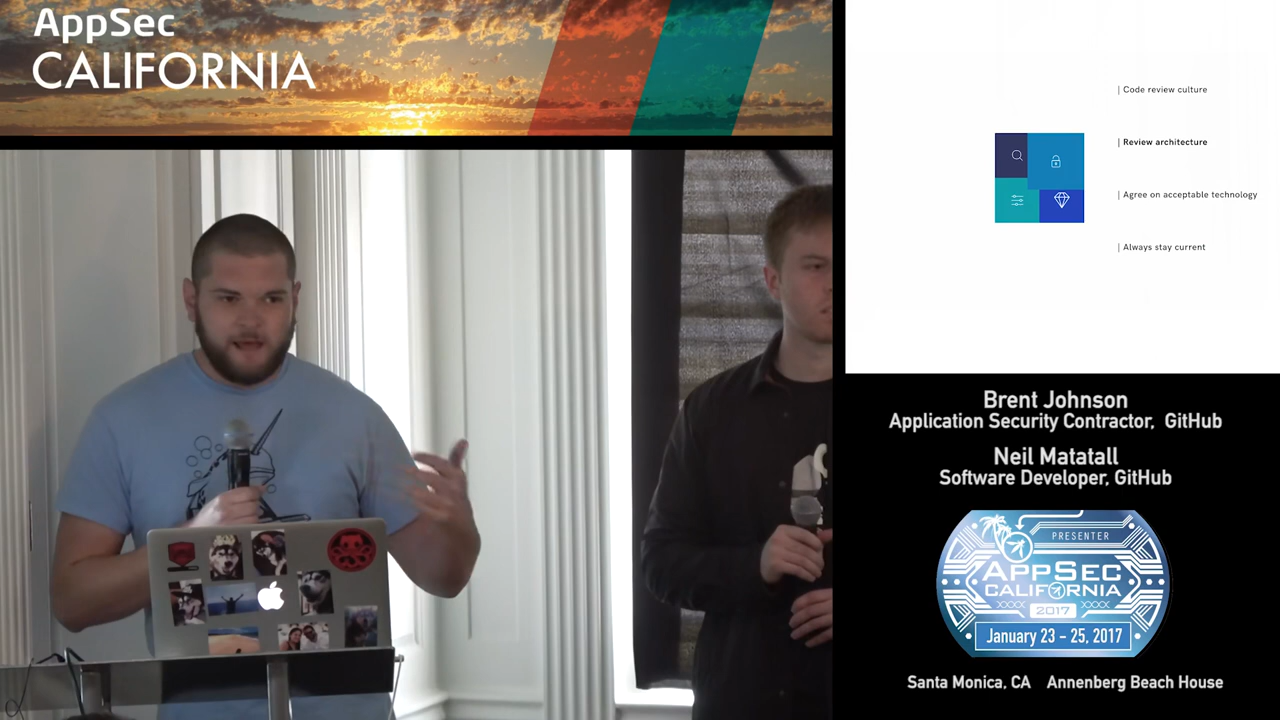 AppSec
CALIFORNIA
| Code review culture
| Review architecture
| Agree on acceptable technology
| Always stay current
Brent Johnson
Application Security Contractor, GitHub
Neil Matatall
Software Developer, GitHub
PRESENTER
APPSEC
CALIFORNIA
XXXX 2017 XXXX
January 23 - 25, 2017
Santa Monica, CA Annenberg Beach House